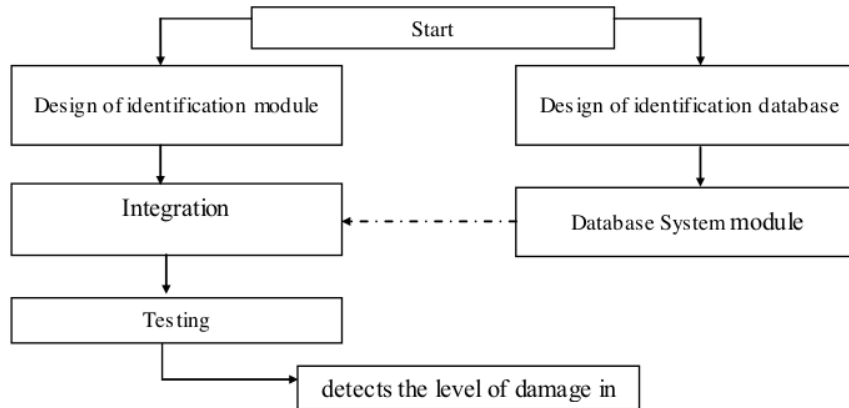 Start
Design of identification module
Design of identification database
Integration
Database System module
Testing
detects the level of damage in